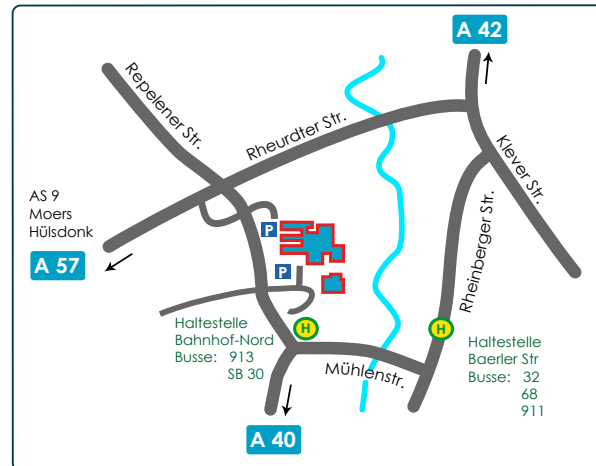 A 42
Repelener Str.
Rheurdter Str.
Klever Str.
AS 9
Moers
Hülsdonk
A 57
P
P
Rheinberger Str.
H
Haltestelle
Bahnhof-Nord
Busse: 913
SB 30
H
Haltestelle
Baerler Str
Busse: 32
68
911
Mühlenstr.
A 40